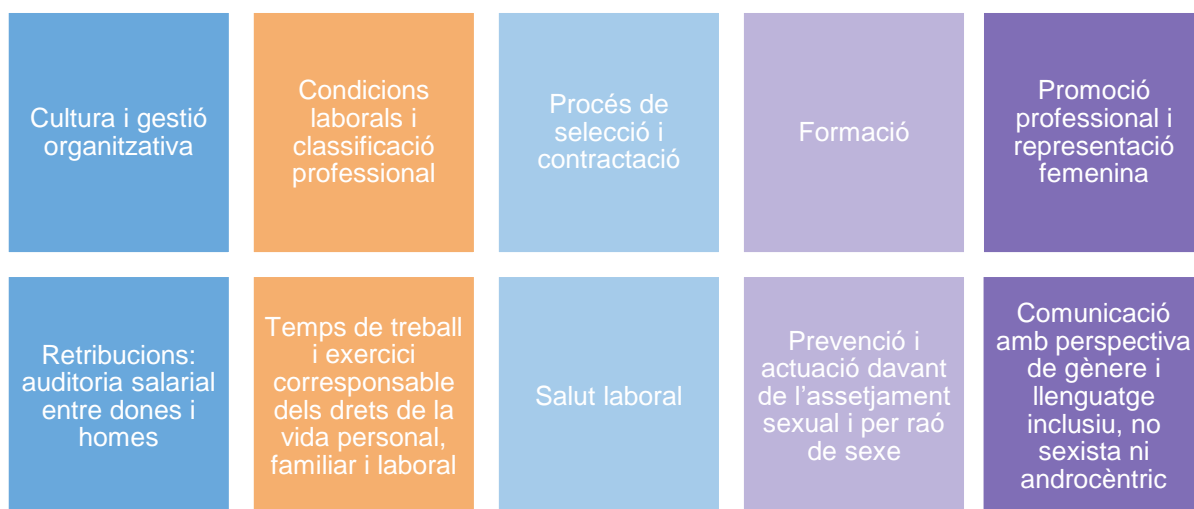 Cultura i gestió
organitzativa
Condicions
laborals i
classificació
professional
Procés de
selecció i
contractació
Formació
Promoció
professional i
representació
femenina
Retribucions:
auditoria salarial
entre dones i
homes
Temps de treball
i exercici
corresponsable
dels drets de la
vida personal,
familiar i laboral
Salut laboral
Prevenció i
actuació davant
de l’assetjament
sexual i per raó
de sexe
Comunicació
amb perspectiva
de gènere i
llenguatge
inclusiu, no
sexista ni
androcèntric